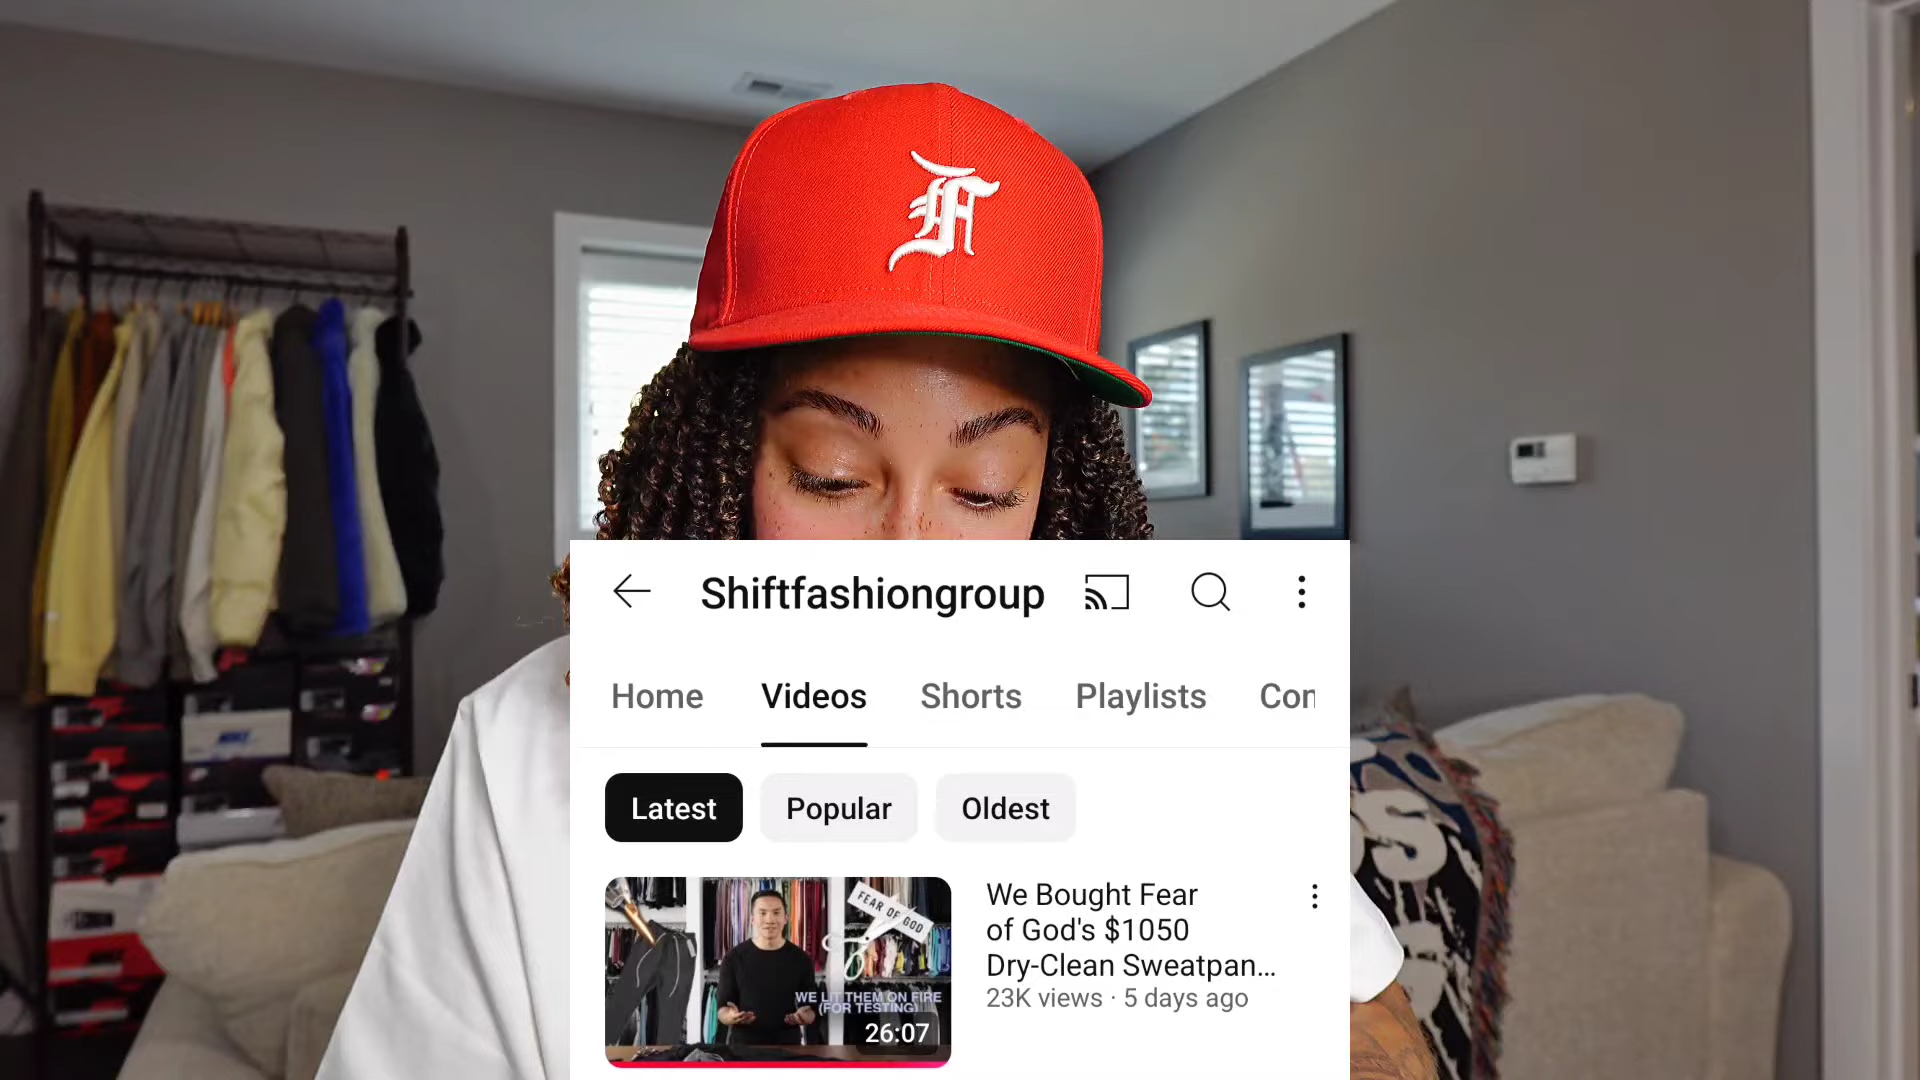 Shiftfashiongroup
Home Videos Shorts Playlists Con
Latest Popular Oldest
FEAR OF GOD
WE LIT THEM ON FIRE
(FOR TESTING)
26:07
We Bought Fear
of God's $1050
Dry-Clean Sweatpan...
23K views · 5 days ago